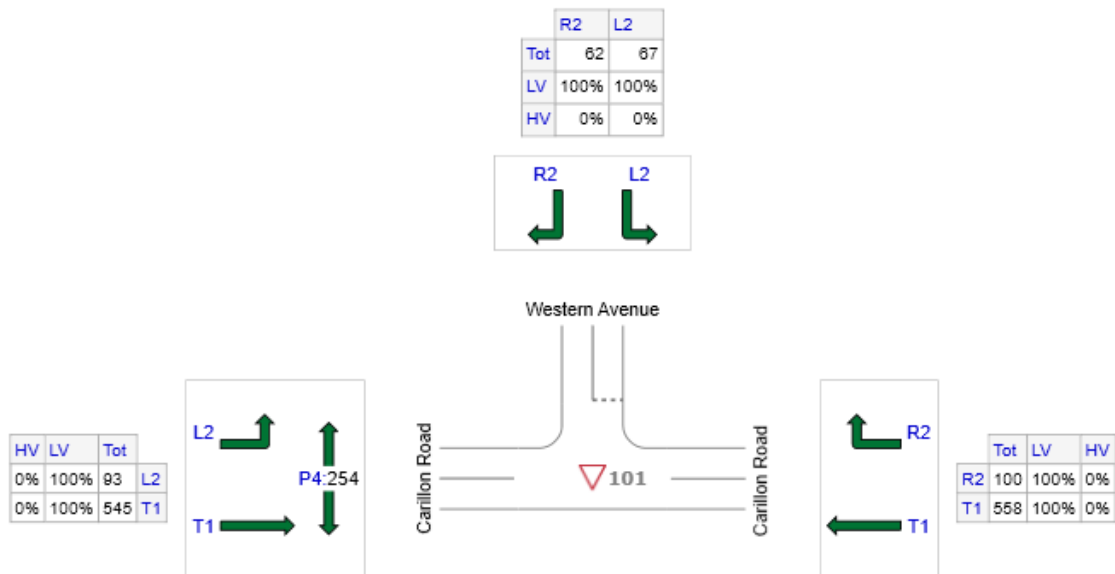 R2 L2
Tot 62 67
LV 100% 100%
HV 0% 0%
R2 L2
Western Avenue
L2
P4:254
T1
HV LV Tot
0% 100% 93 L2
0% 100% 545 T1
Carillon Road
101
Carillon Road
R2
T1
Tot LV HV
R2 100 100% 0%
T1 558 100% 0%